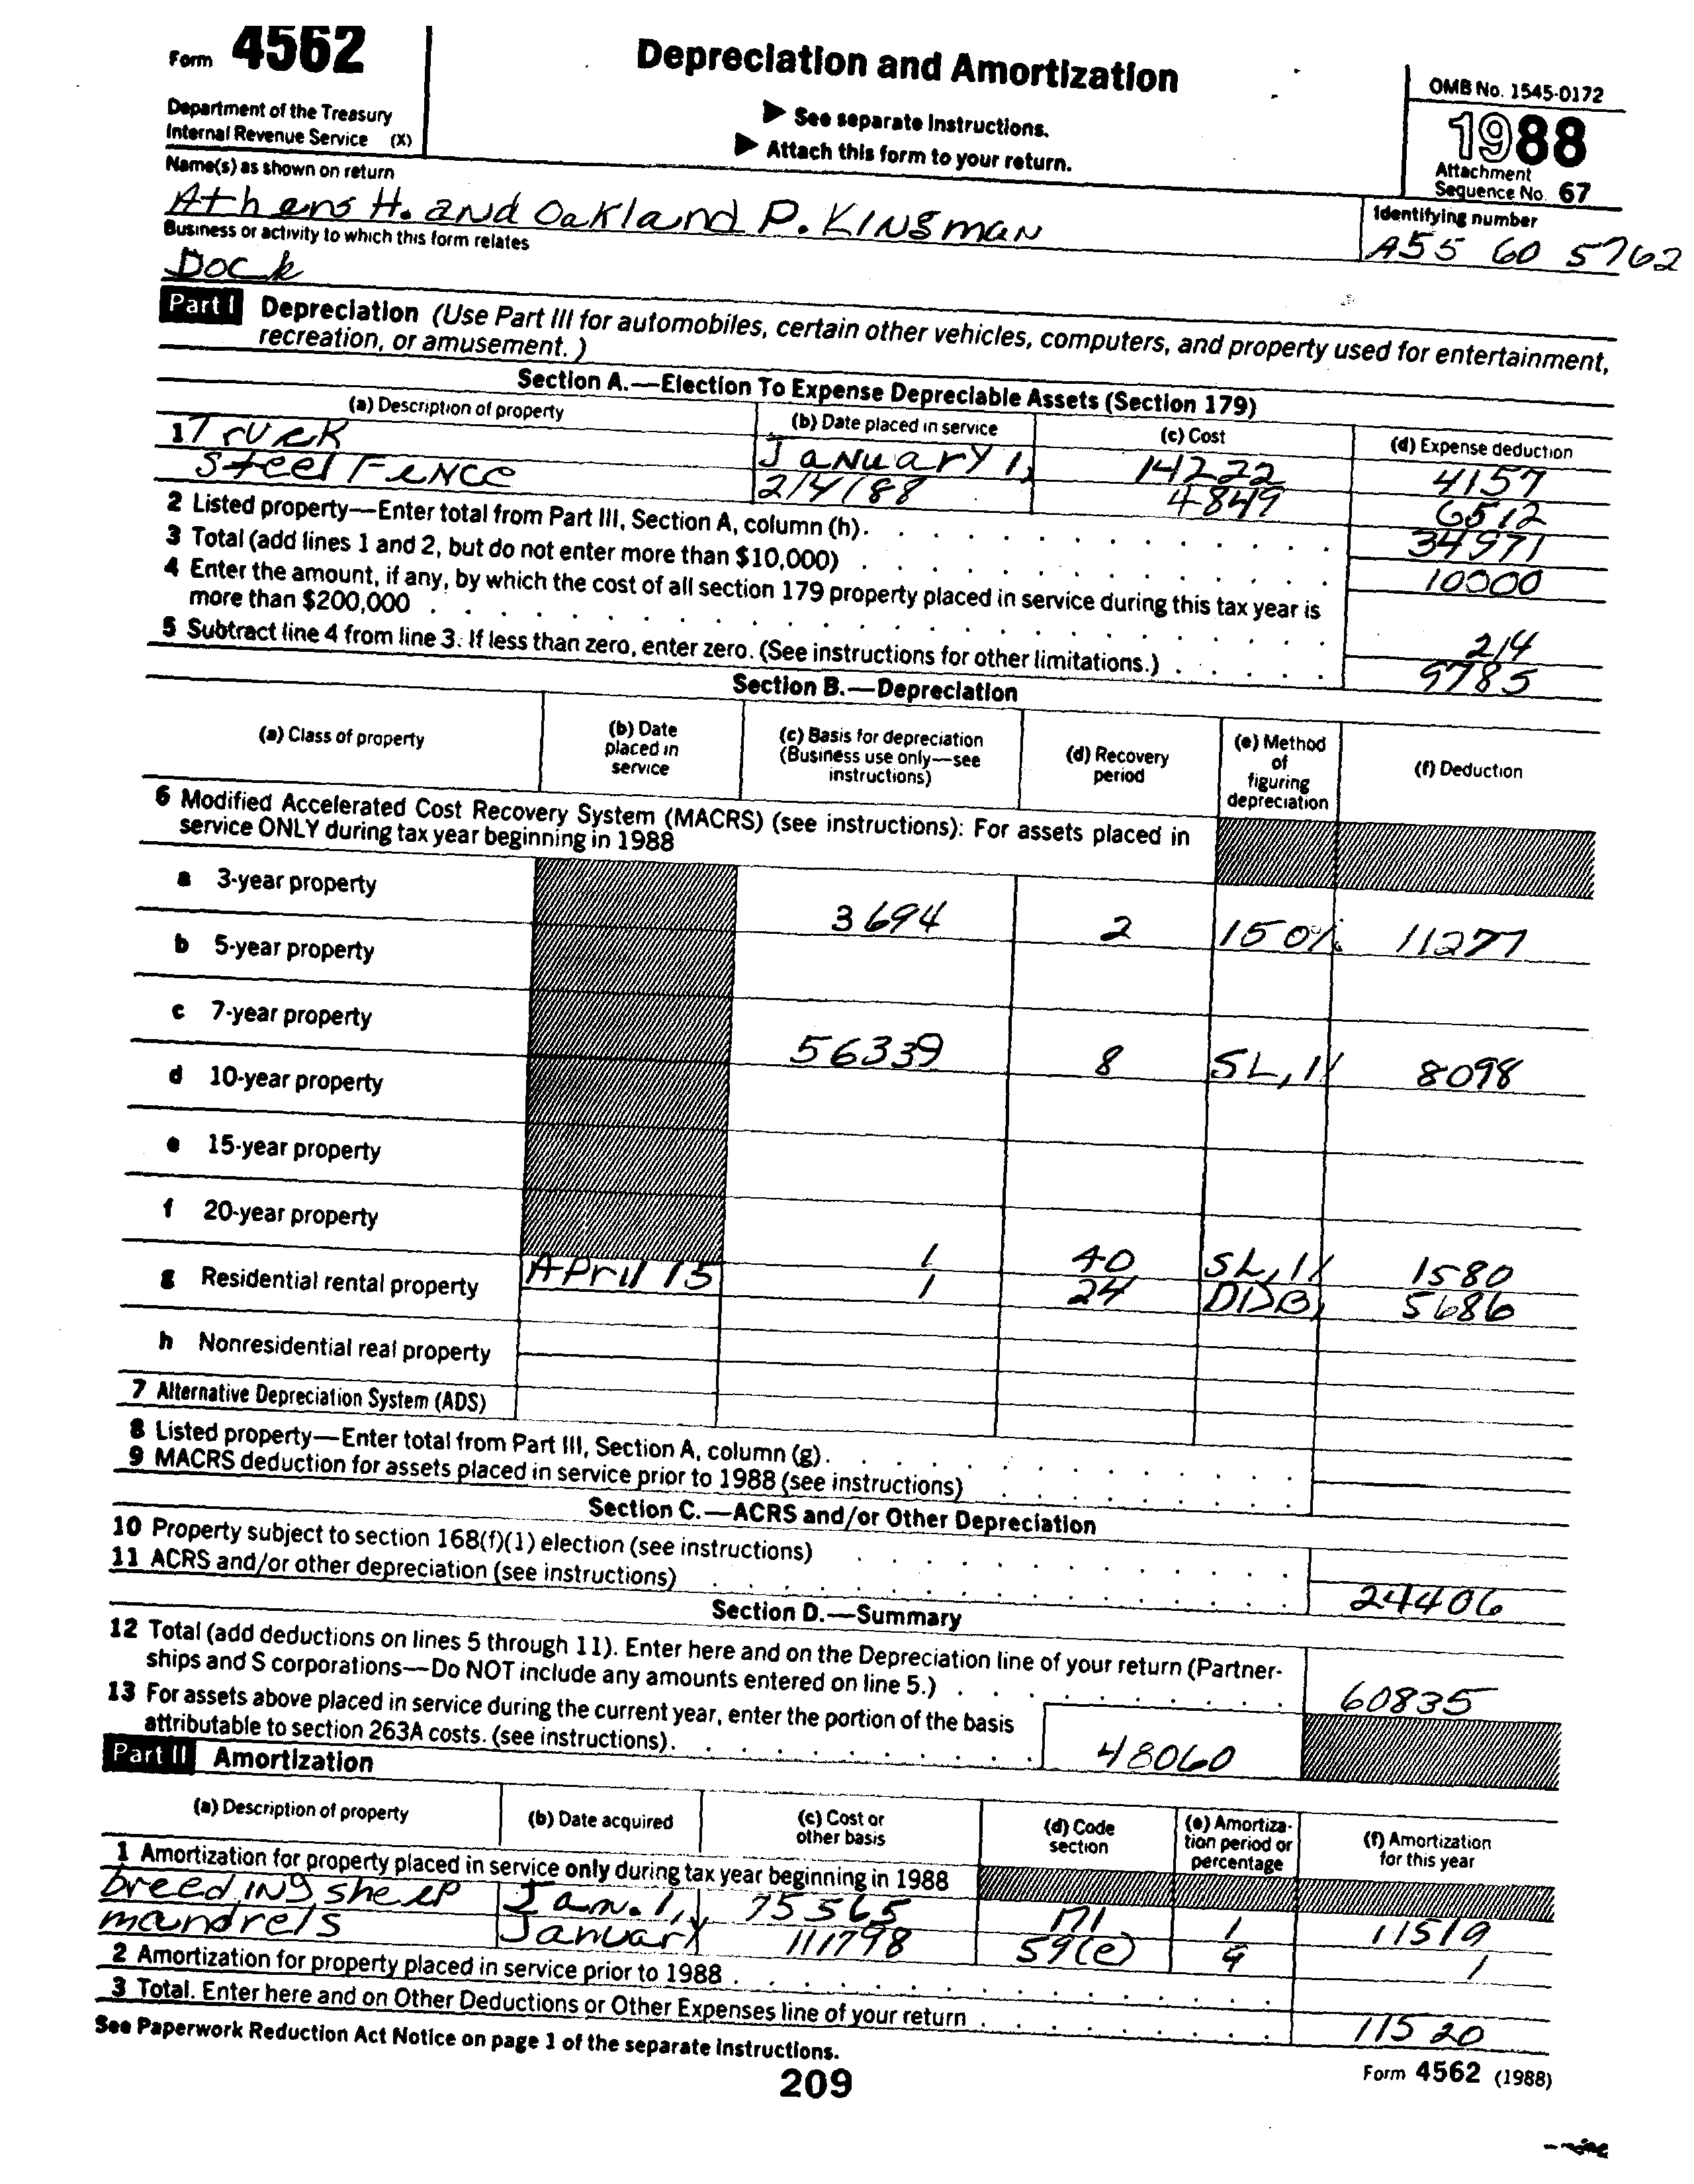 Form 4562
Depreciation and Amortization
OMB No. 1545-0172
Department of the Treasury
Internal Revenue Service (X)
▶ See separate Instructions.
▶ Attach this form to your return.
1988
Attachment
Sequence No. 67
Name(s) as shown on return
Identifying number
Athens H. and Oakland P. Kingman
A55 60 5762
Business or activity to which this form relates
Dock
Part I Depreciation (Use Part III for automobiles, certain other vehicles, computers, and property used for entertainment,
recreation, or amusement.)
Section A.—Election To Expense Depreciable Assets (Section 179)
(a) Description of property (b) Date placed in service (c) Cost (d) Expense deduction
1 Truck January 1, 14222 4157
Steel Fence 2/4/88 4849 6512
2 Listed property—Enter total from Part III, Section A, column (h). 34971
3 Total (add lines 1 and 2, but do not enter more than $10,000) 10000
4 Enter the amount, if any, by which the cost of all section 179 property placed in service during this tax year is
more than $200,000 214
5 Subtract line 4 from line 3. If less than zero, enter zero. (See instructions for other limitations.) 9785
Section B.—Depreciation
(a) Class of property
(b) Date placed in service
(c) Basis for depreciation (Business use only—see instructions)
(d) Recovery period
(e) Method of figuring depreciation
(f) Deduction
6 Modified Accelerated Cost Recovery System (MACRS) (see instructions): For assets placed in
service ONLY during tax year beginning in 1988
a 3-year property
3694 2 150% 11277
b 5-year property
c 7-year property
56339 8 SL, 1/ 8098
d 10-year property
e 15-year property
f 20-year property
April 15 1 40 SL, 1/ 1580
g Residential rental property 1 24 DDB, 5686
h Nonresidential real property
7 Alternative Depreciation System (ADS)
8 Listed property—Enter total from Part III, Section A, column (g).
9 MACRS deduction for assets placed in service prior to 1988 (see instructions)
Section C.—ACRS and/or Other Depreciation
10 Property subject to section 168(f)(1) election (see instructions)
11 ACRS and/or other depreciation (see instructions) 24406
Section D.—Summary
12 Total (add deductions on lines 5 through 11). Enter here and on the Depreciation line of your return (Partner-
ships and S corporations—Do NOT include any amounts entered on line 5.) 60835
13 For assets above placed in service during the current year, enter the portion of the basis
attributable to section 263A costs. (see instructions). 48060
Part II Amortization
(a) Description of property
(b) Date acquired
(c) Cost or other basis
(d) Code section
(e) Amortization period or percentage
(f) Amortization for this year
1 Amortization for property placed in service only during tax year beginning in 1988
breeding sheep Jan. 1, 75565 171 1 11519
mandrels January 111798 59(e) 9 1
2 Amortization for property placed in service prior to 1988
3 Total. Enter here and on Other Deductions or Other Expenses line of your return 11520
See Paperwork Reduction Act Notice on page 1 of the separate instructions.
Form 4562 (1988)
209